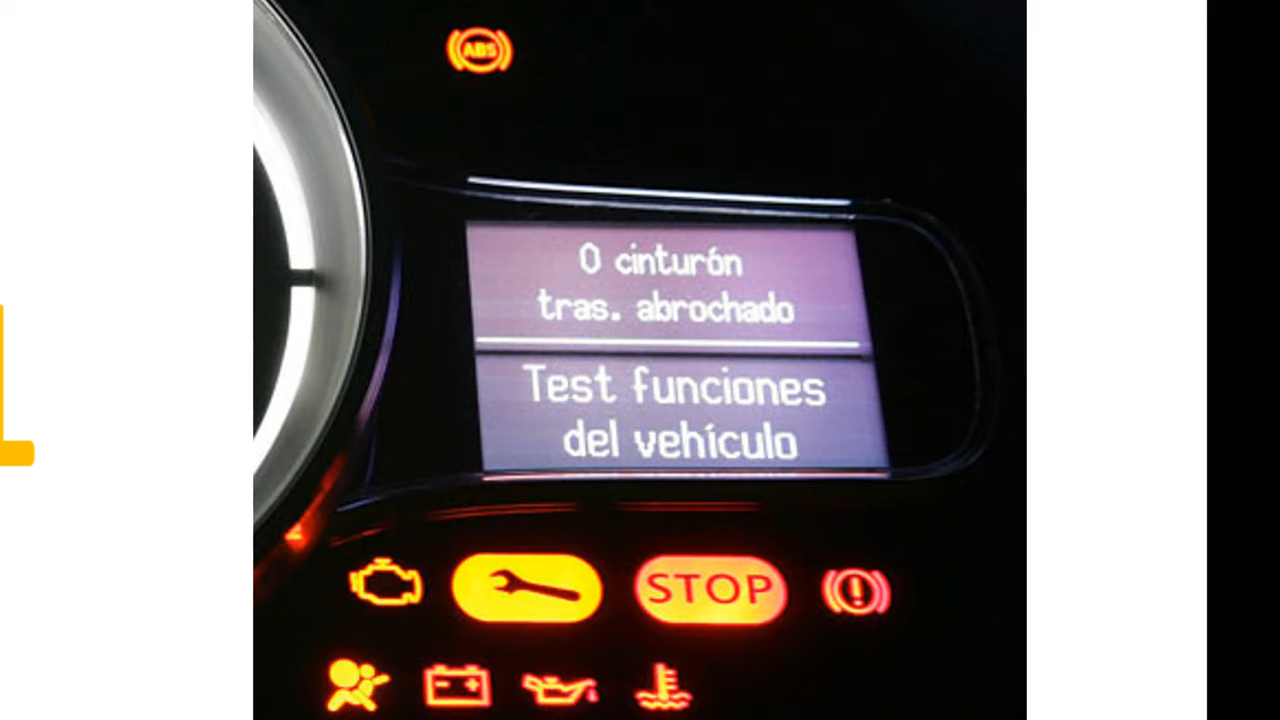 ABS
0 cinturón
tras. abrochado
Test funciones
del vehículo
STOP